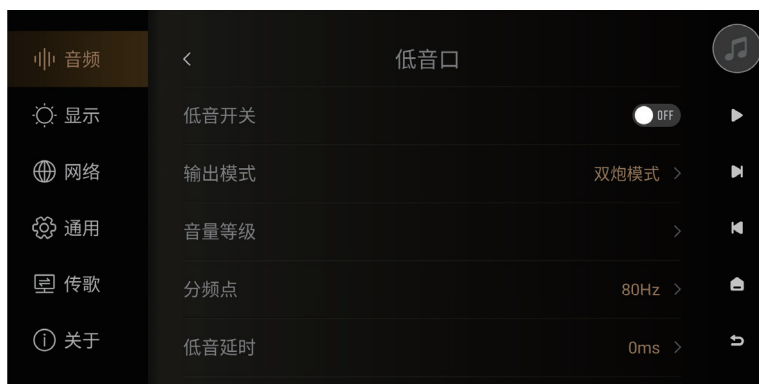 音频
显示
网络
通用
传歌
关于
低音口
低音开关 OFF
输出模式 双炮模式
音量等级
分频点 80Hz
低音延时 0ms